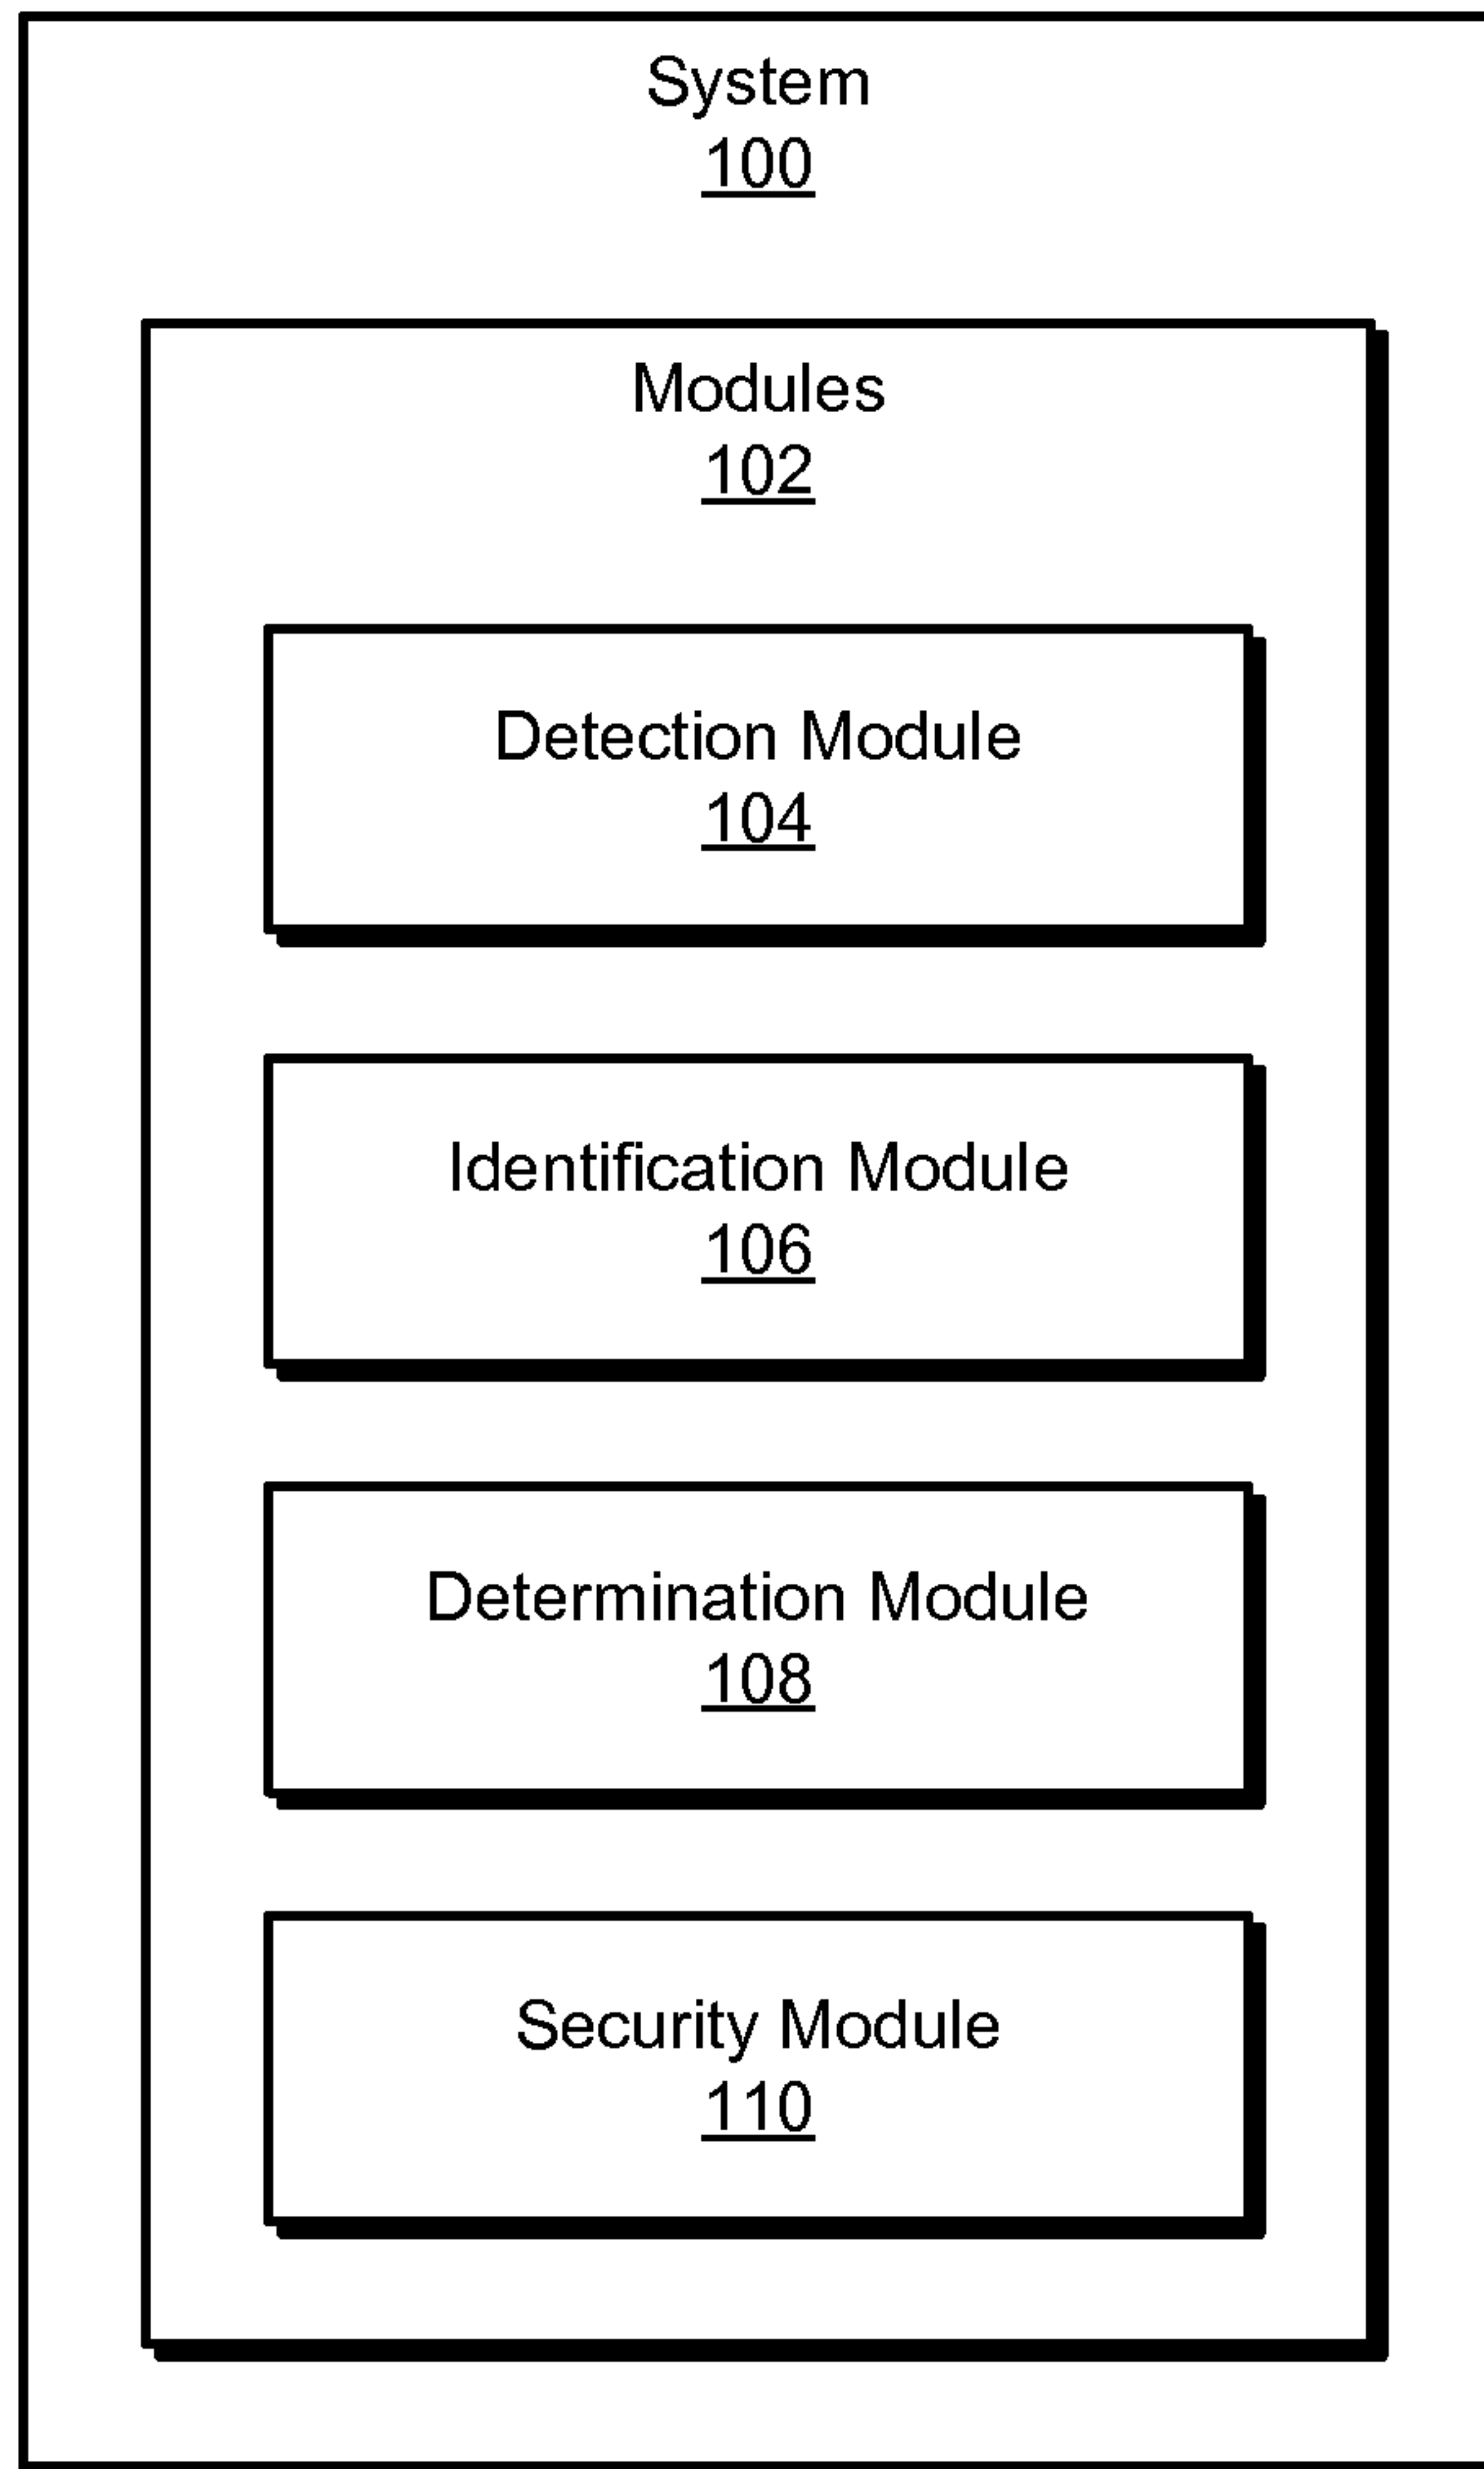 System
100
Modules
102
Detection Module
104
Identification Module
106
Determination Module
108
Security Module
110